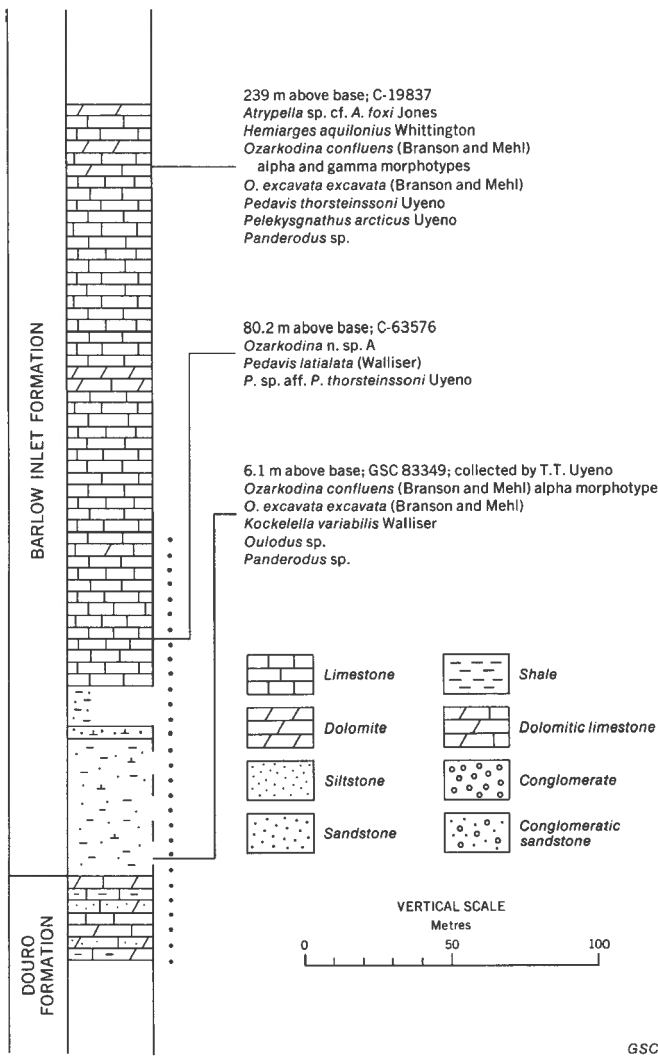 239 m above base; C-19837
Atrypella sp. cf. A. foxi Jones
Hemiarges aquilonius Whittington
Ozarkodina confluens (Branson and Mehl)
alpha and gamma morphotypes
O. excavata excavata (Branson and Mehl)
Pedavis thorsteinssoni Uyeno
Pelekysgnathus arcticus Uyeno
Panderodus sp.
80.2 m above base; C-63576
Ozarkodina n. sp. A
Pedavis latialata (Walliser)
P. sp. aff. P. thorsteinssoni Uyeno
BARLOW INLET FORMATION
6.1 m above base; GSC 83349; collected by T.T. Uyeno
Ozarkodina confluens (Branson and Mehl) alpha morphotype
O. excavata excavata (Branson and Mehl)
Kockelella variabilis Walliser
Oulodus sp.
Panderodus sp.
Limestone
Shale
Dolomite
Dolomitic limestone
Siltstone
Conglomerate
Sandstone
Conglomeratic
sandstone
DOURO
FORMATION
VERTICAL SCALE
Metres
0 50 100
GSC